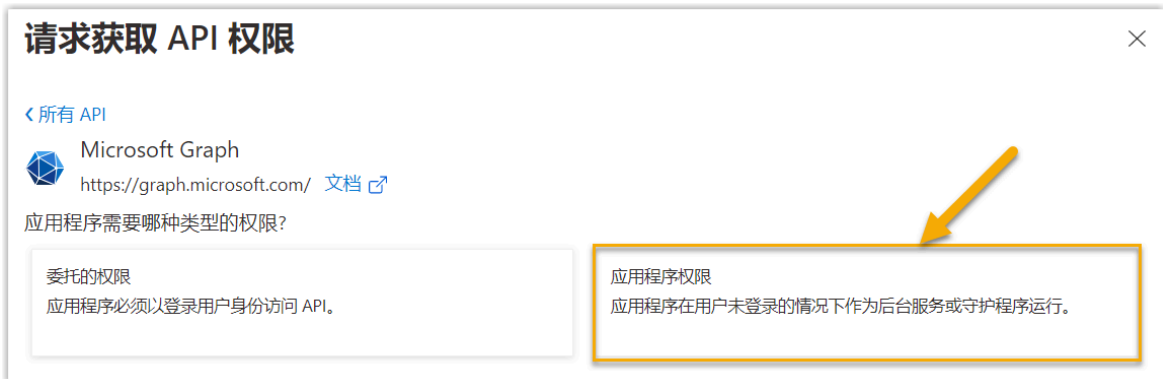 请求获取 API 权限
所有 API
Microsoft Graph
https://graph.microsoft.com/ 文档
应用程序需要哪种类型的权限?
委托的权限
应用程序必须以登录用户身份访问 API。
应用程序权限
应用程序在用户未登录的情况下作为后台服务或守护程序运行。